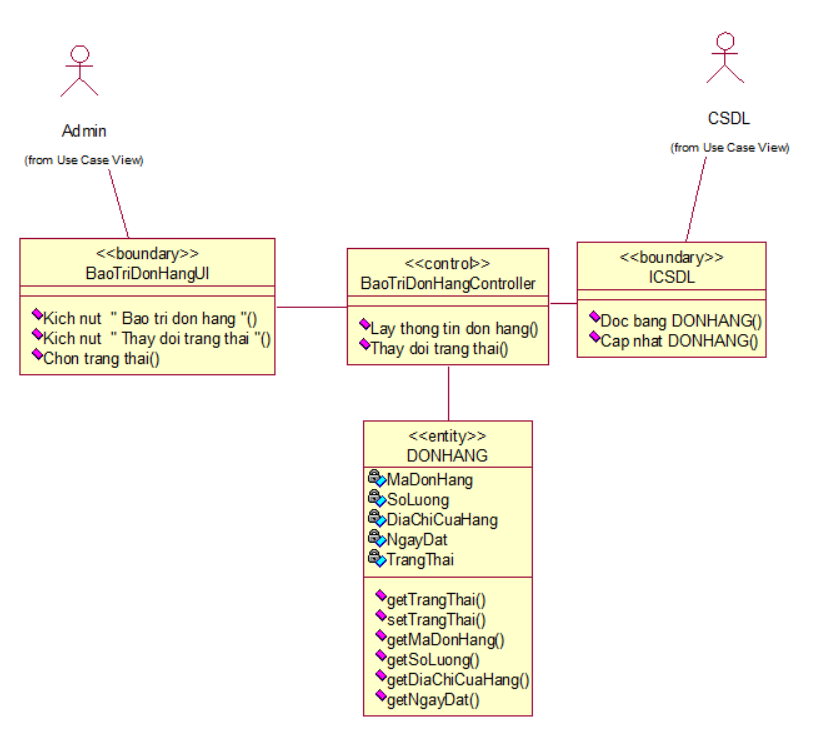 Admin
(from Use Case View)
CSDL
(from Use Case View)
<<boundary>>
BaoTriDonHangUI
Kich nut " Bao tri don hang "()
Kich nut " Thay doi trang thai "()
Chon trang thai()
<<control>>
BaoTriDonHangController
Lay thong tin don hang()
Thay doi trang thai()
<<boundary>>
ICSDL
Doc bang DONHANG()
Cap nhat DONHANG()
<<entity>>
DONHANG
MaDonHang
SoLuong
DiaChiCuaHang
NgayDat
TrangThai
getTrangThai()
setTrangThai()
getMaDonHang()
getSoLuong()
getDiaChiCuaHang()
getNgayDat()